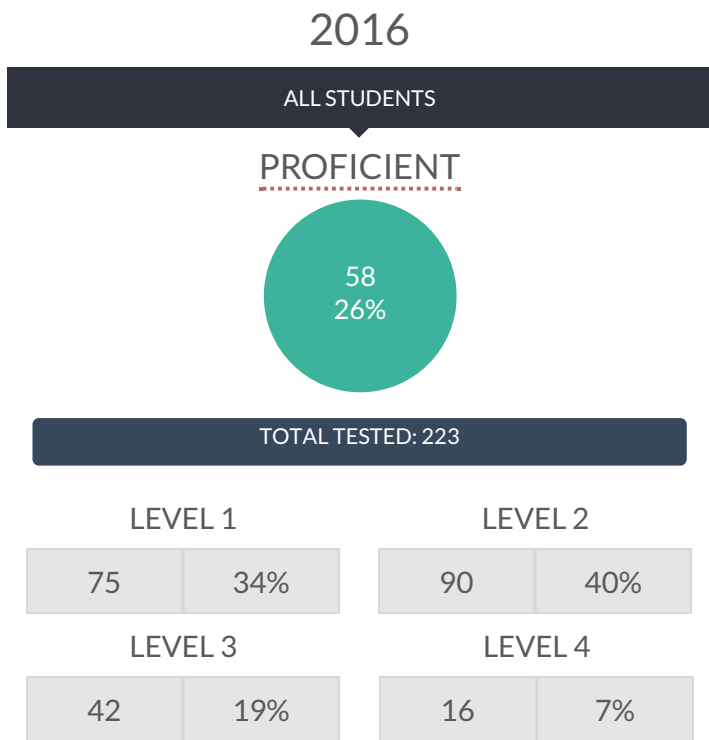 2016
ALL STUDENTS
PROFICIENT
58
26%
TOTAL TESTED: 223
LEVEL 1 LEVEL 2
75 34% 90 40%
LEVEL 3 LEVEL 4
42 19% 16 7%